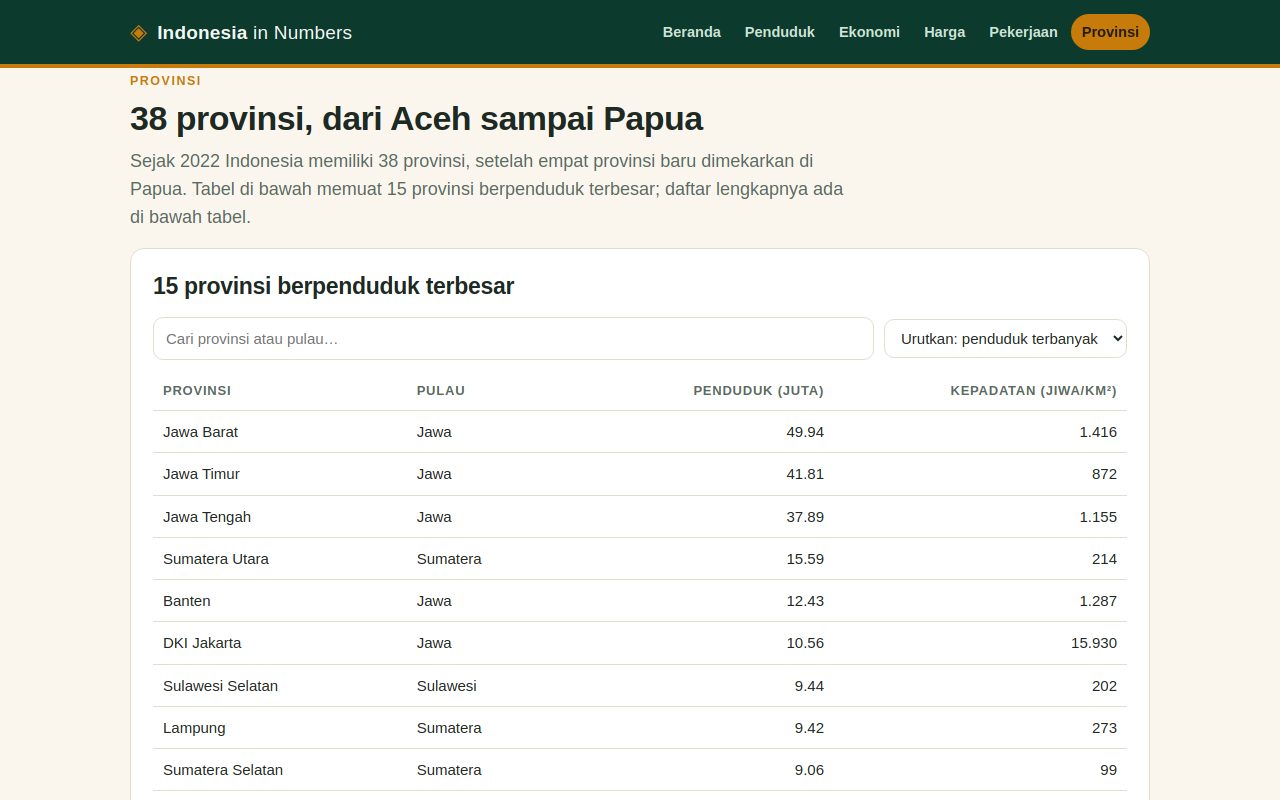 ◈ Indonesia in Numbers Beranda Penduduk Ekonomi Harga Pekerjaan Provinsi
PROVINSI
38 provinsi, dari Aceh sampai Papua
Sejak 2022 Indonesia memiliki 38 provinsi, setelah empat provinsi baru dimekarkan di
Papua. Tabel di bawah memuat 15 provinsi berpenduduk terbesar; daftar lengkapnya ada
di bawah tabel.
15 provinsi berpenduduk terbesar
Cari provinsi atau pulau… Urutkan: penduduk terbanyak
PROVINSI PULAU PENDUDUK (JUTA) KEPADATAN (JIWA/KM²)
Jawa Barat Jawa 49.94 1.416
Jawa Timur Jawa 41.81 872
Jawa Tengah Jawa 37.89 1.155
Sumatera Utara Sumatera 15.59 214
Banten Jawa 12.43 1.287
DKI Jakarta Jawa 10.56 15.930
Sulawesi Selatan Sulawesi 9.44 202
Lampung Sumatera 9.42 273
Sumatera Selatan Sumatera 9.06 99